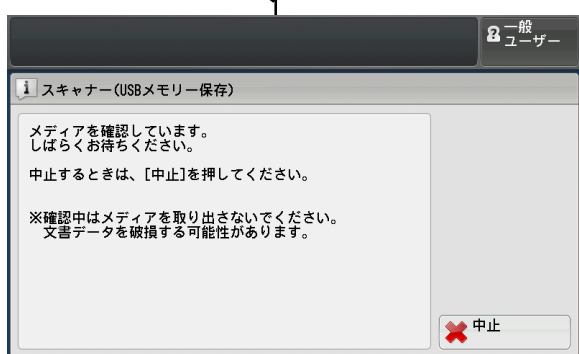 一般
ユーザー
スキャナー(USBメモリー保存)
メディアを確認しています。
しばらくお待ちください。
中止するときは、[中止]を押してください。
※確認中はメディアを取り出さないでください。
文書データを破損する可能性があります。
中止